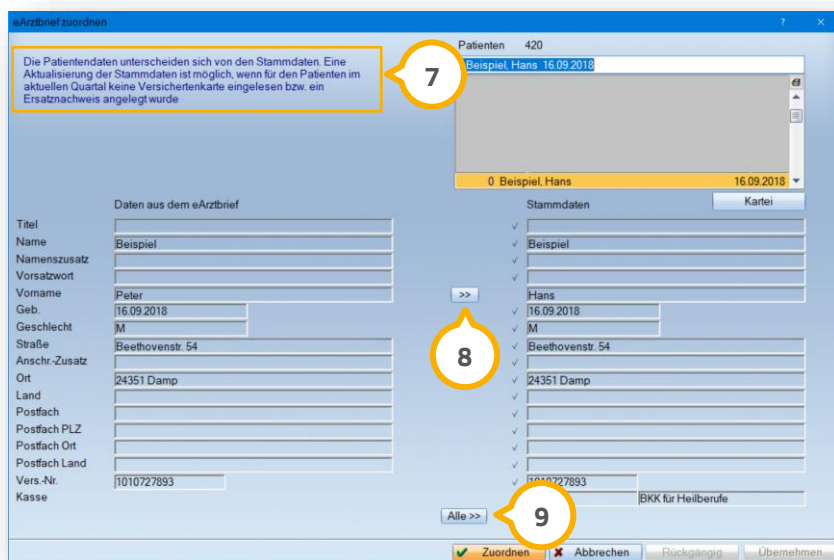 eArztbrief zuordnen ? ×
Patienten 420
Die Patientendaten unterscheiden sich von den Stammdaten. Eine
Aktualisierung der Stammdaten ist möglich, wenn für den Patienten im
aktuellen Quartal keine Versichertenkarte eingelesen bzw. ein
Ersatznachweis angelegt wurde
7
Beispiel, Hans 16.09.2018
0 Beispiel, Hans 16.09.2018
Daten aus dem eArztbrief Stammdaten Kartei
Titel
Name Beispiel Beispiel
Namenszusatz
Vorsatzwort
Vorname Peter >> Hans
Geb. 16.09.2018 16.09.2018
Geschlecht M M
8
Straße Beethovenstr. 54 Beethovenstr. 54
Anschr.-Zusatz
Ort 24351 Damp 24351 Damp
Land
Postfach
Postfach PLZ
Postfach Ort
Postfach Land
Vers.-Nr. 1010727893 1010727893
Kasse BKK für Heilberufe
Alle >> 9
Zuordnen Abbrechen Rückgängig Übernehmen